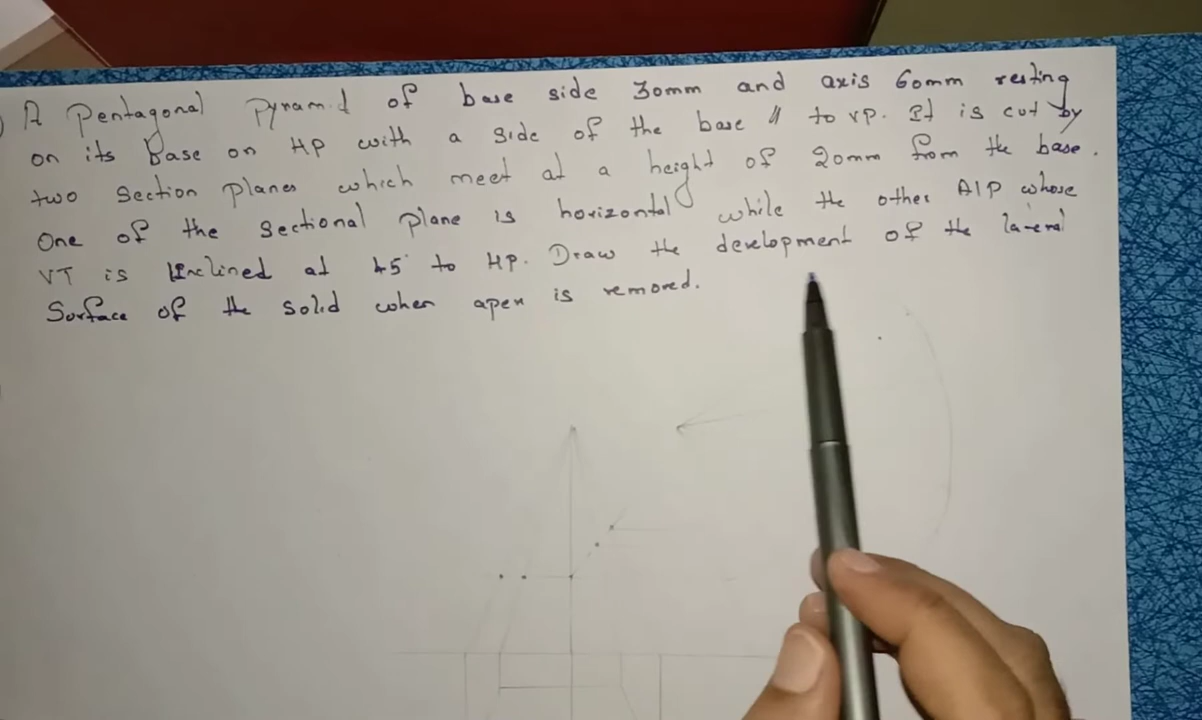 ) A Pentagonal Pyramid of base side 30mm and axis 60mm resting
on its Base on HP with a side of the base || to VP. It is cut by
two Section Planes which meet at a height of 20mm from the base.
One of the Sectional plane is horizontal while the other AIP whose
VT is Inclined at 45° to HP. Draw the development of the lateral
Surface of the solid when apex is removed.